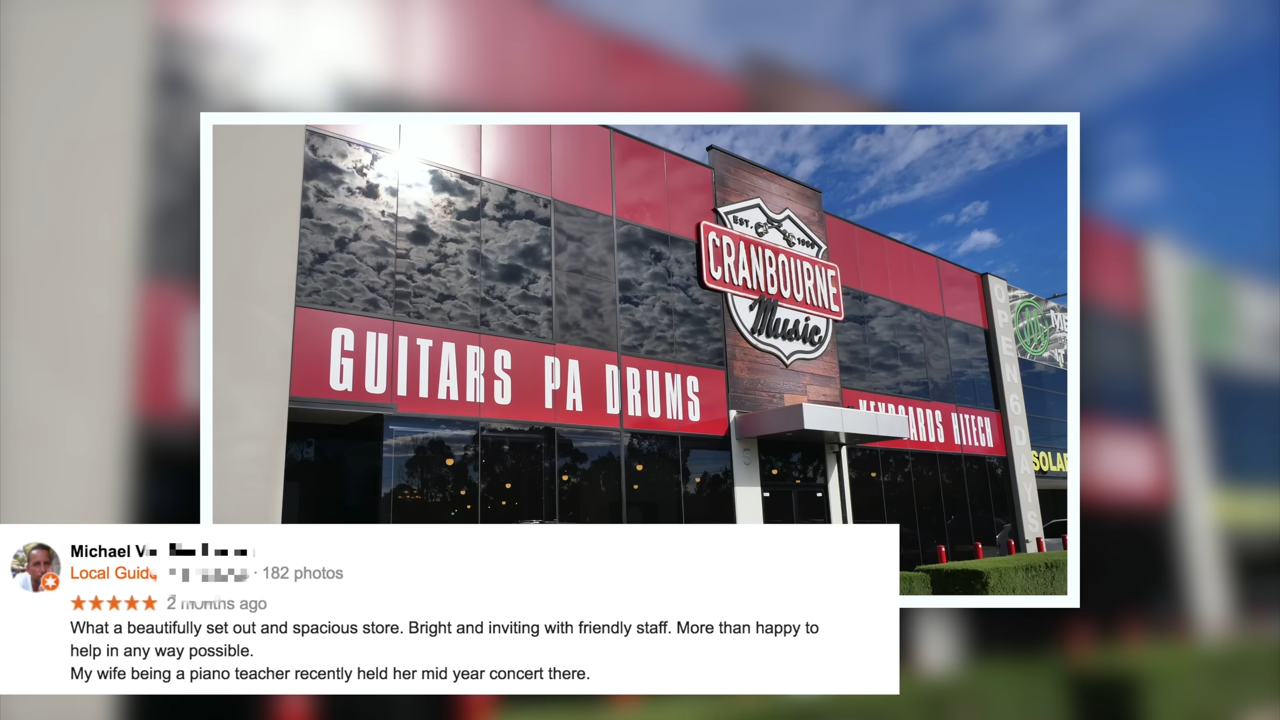 EST. 19
CRANBOURNE
Music
GUITARS PA DRUMS
KEYBOARDS HITECH
OPEN 6 DAYS
SOLAR
5
Michael V
Local Guide · 182 photos
2 months ago
What a beautifully set out and spacious store. Bright and inviting with friendly staff. More than happy to
help in any way possible.
My wife being a piano teacher recently held her mid year concert there.